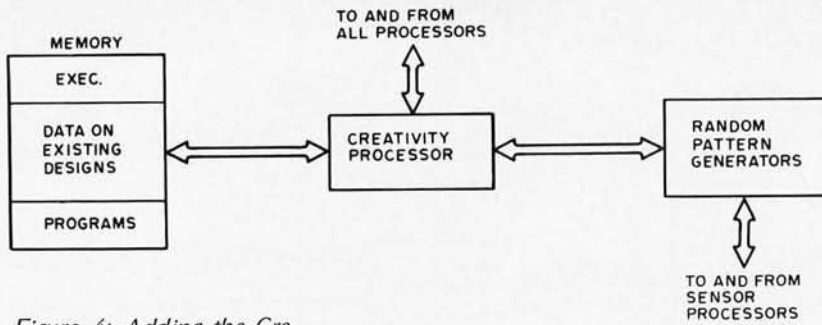 TO AND FROM
ALL PROCESSORS
MEMORY
EXEC.
DATA ON
EXISTING
DESIGNS
PROGRAMS
CREATIVITY
PROCESSOR
RANDOM
PATTERN
GENERATORS
TO AND FROM
SENSOR
PROCESSORS
Figure 4: Adding the Cre-